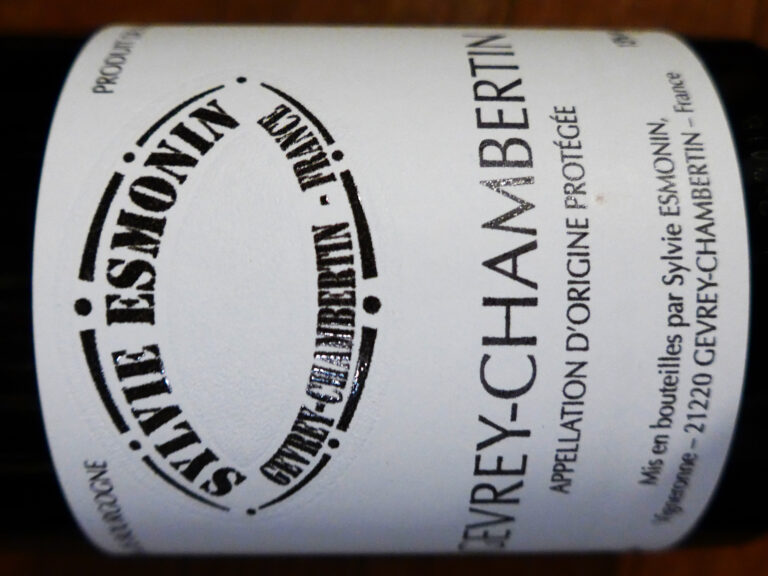 PRODUIT
SYLVIE ESMONIN
GEVREY-CHAMBERTIN - FRANCE
GEVREY-CHAMBERTIN
APPELLATION D'ORIGINE PROTÉGÉE
Mis en bouteilles par Sylvie ESMONIN,
Vigneronne - 21220 GEVREY-CHAMBERTIN - France